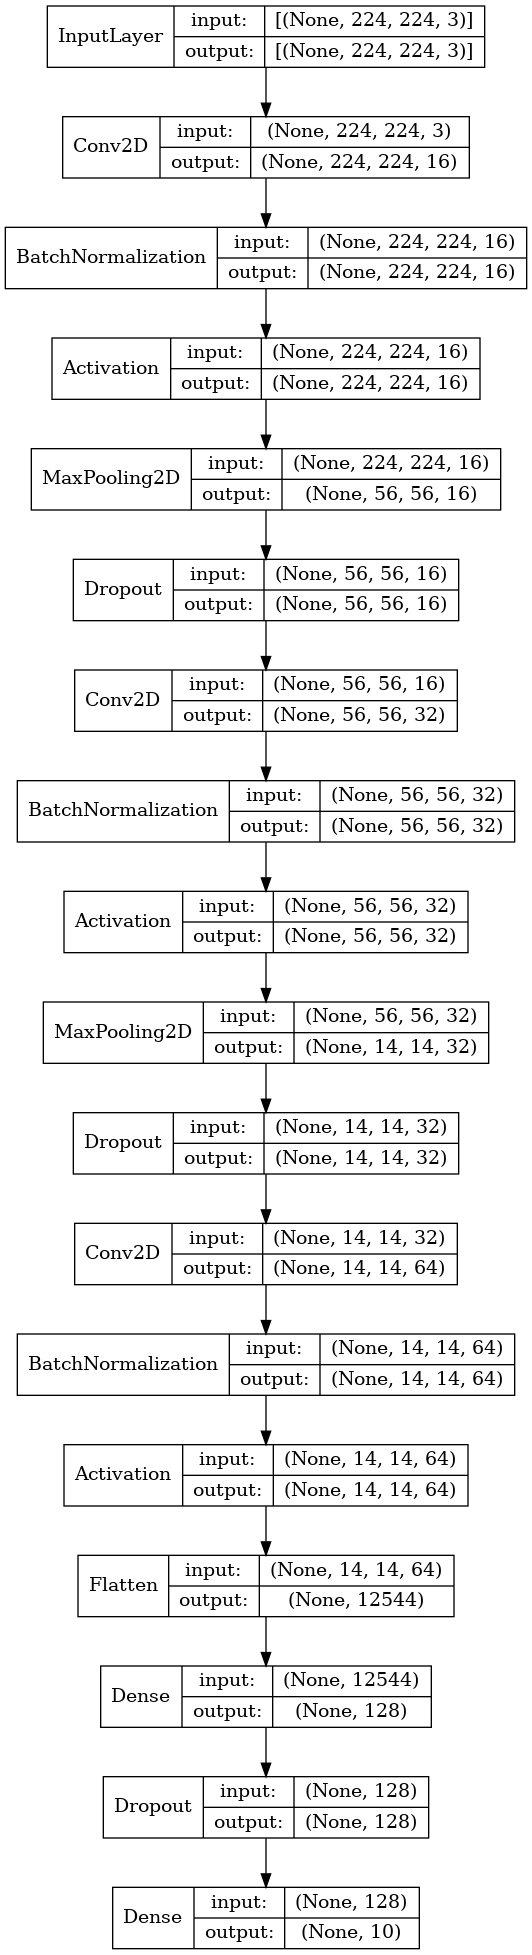 InputLayer
input: [(None, 224, 224, 3)]
output: [(None, 224, 224, 3)]
Conv2D
input: (None, 224, 224, 3)
output: (None, 224, 224, 16)
BatchNormalization
input: (None, 224, 224, 16)
output: (None, 224, 224, 16)
Activation
input: (None, 224, 224, 16)
output: (None, 224, 224, 16)
MaxPooling2D
input: (None, 224, 224, 16)
output: (None, 56, 56, 16)
Dropout
input: (None, 56, 56, 16)
output: (None, 56, 56, 16)
Conv2D
input: (None, 56, 56, 16)
output: (None, 56, 56, 32)
BatchNormalization
input: (None, 56, 56, 32)
output: (None, 56, 56, 32)
Activation
input: (None, 56, 56, 32)
output: (None, 56, 56, 32)
MaxPooling2D
input: (None, 56, 56, 32)
output: (None, 14, 14, 32)
Dropout
input: (None, 14, 14, 32)
output: (None, 14, 14, 32)
Conv2D
input: (None, 14, 14, 32)
output: (None, 14, 14, 64)
BatchNormalization
input: (None, 14, 14, 64)
output: (None, 14, 14, 64)
Activation
input: (None, 14, 14, 64)
output: (None, 14, 14, 64)
Flatten
input: (None, 14, 14, 64)
output: (None, 12544)
Dense
input: (None, 12544)
output: (None, 128)
Dropout
input: (None, 128)
output: (None, 128)
Dense
input: (None, 128)
output: (None, 10)